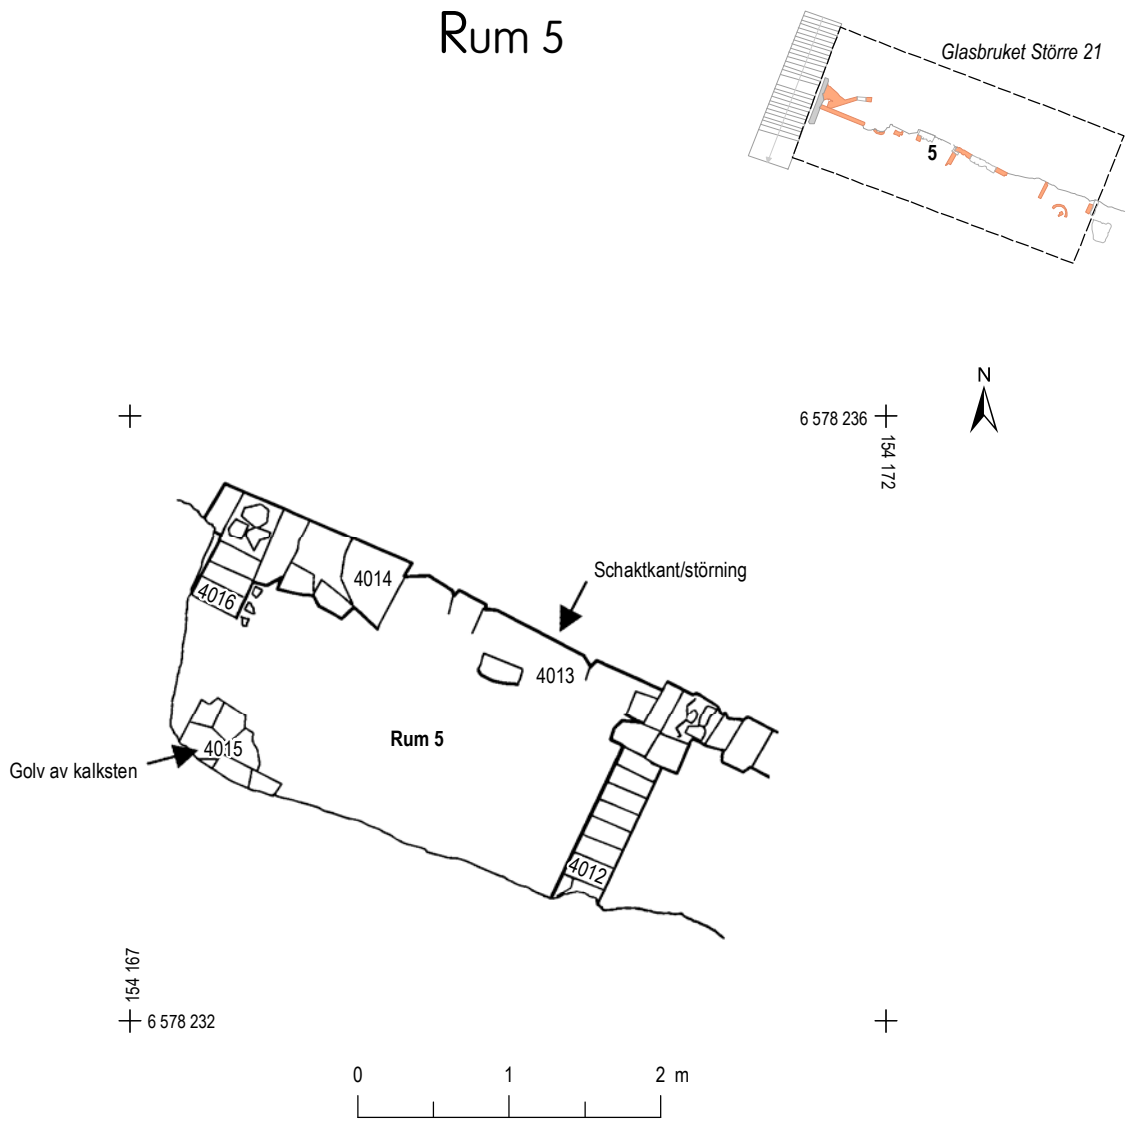 Rum 5
Glasbruket Större 21
5
N
6 578 236
154 172
Schaktkant/störning
4014
4016
4013
Rum 5
4015
Golv av kalksten
4012
154 167
6 578 232
0 1 2 m